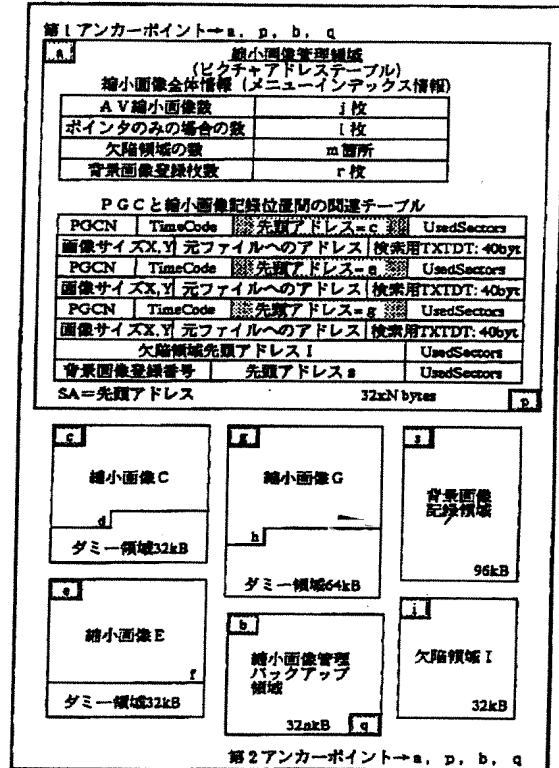 第1アンカーポイント→a, p, b, q
a
縮小画像管理領域
(ピクチャアドレステーブル)
縮小画像全体情報 (メニューインデックス情報)
AV縮小画像数 j枚
ポインタのみの場合の数 l枚
欠陥領域の数 m箇所
背景画像登録枚数 r枚
PGCと縮小画像記録位置間の関連テーブル
PGCN TimeCode 先頭アドレス=c UsedSectors
画像サイズX,Y 元ファイルへのアドレス 検索用TXTDT: 40byt
PGCN TimeCode 先頭アドレス=e UsedSectors
画像サイズX,Y 元ファイルへのアドレス 検索用TXTDT: 40byt
PGCN TimeCode 先頭アドレス=g UsedSectors
画像サイズX,Y 元ファイルへのアドレス 検索用TXTDT: 40byt
欠陥領域先頭アドレス I UsedSectors
背景画像登録番号 先頭アドレス s UsedSectors
SA=先頭アドレス 32xN bytes p
c
縮小画像C
d
ダミー領域32kB
g
縮小画像G
h
ダミー領域64kB
s
背景画像
記録領域
96kB
e
縮小画像E
f
ダミー領域32kB
b
縮小画像管理
バックアップ
領域
32nkB q
i
欠陥領域 I
32kB
第2アンカーポイント→a, p, b, q